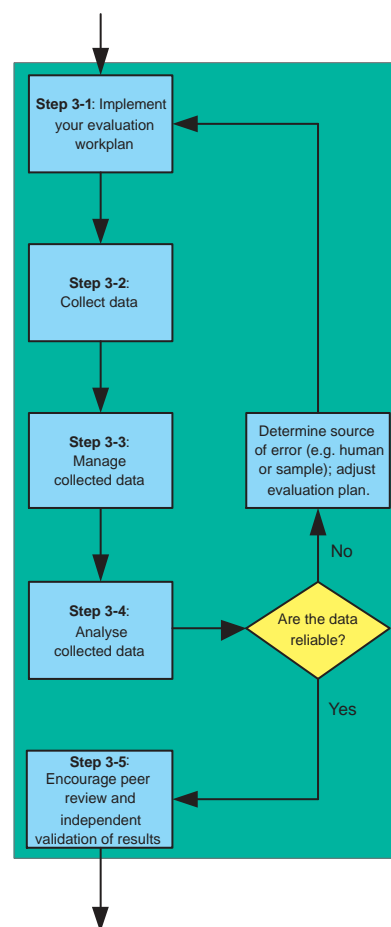 Step 3-1: Implement
your evaluation
workplan
Step 3-2:
Collect data
Step 3-3:
Manage
collected data
Determine source
of error (e.g. human
or sample); adjust
evaluation plan.
No
Step 3-4:
Analyse
collected data
Are the data
reliable?
Yes
Step 3-5:
Encourage peer
review and
independent
validation of results